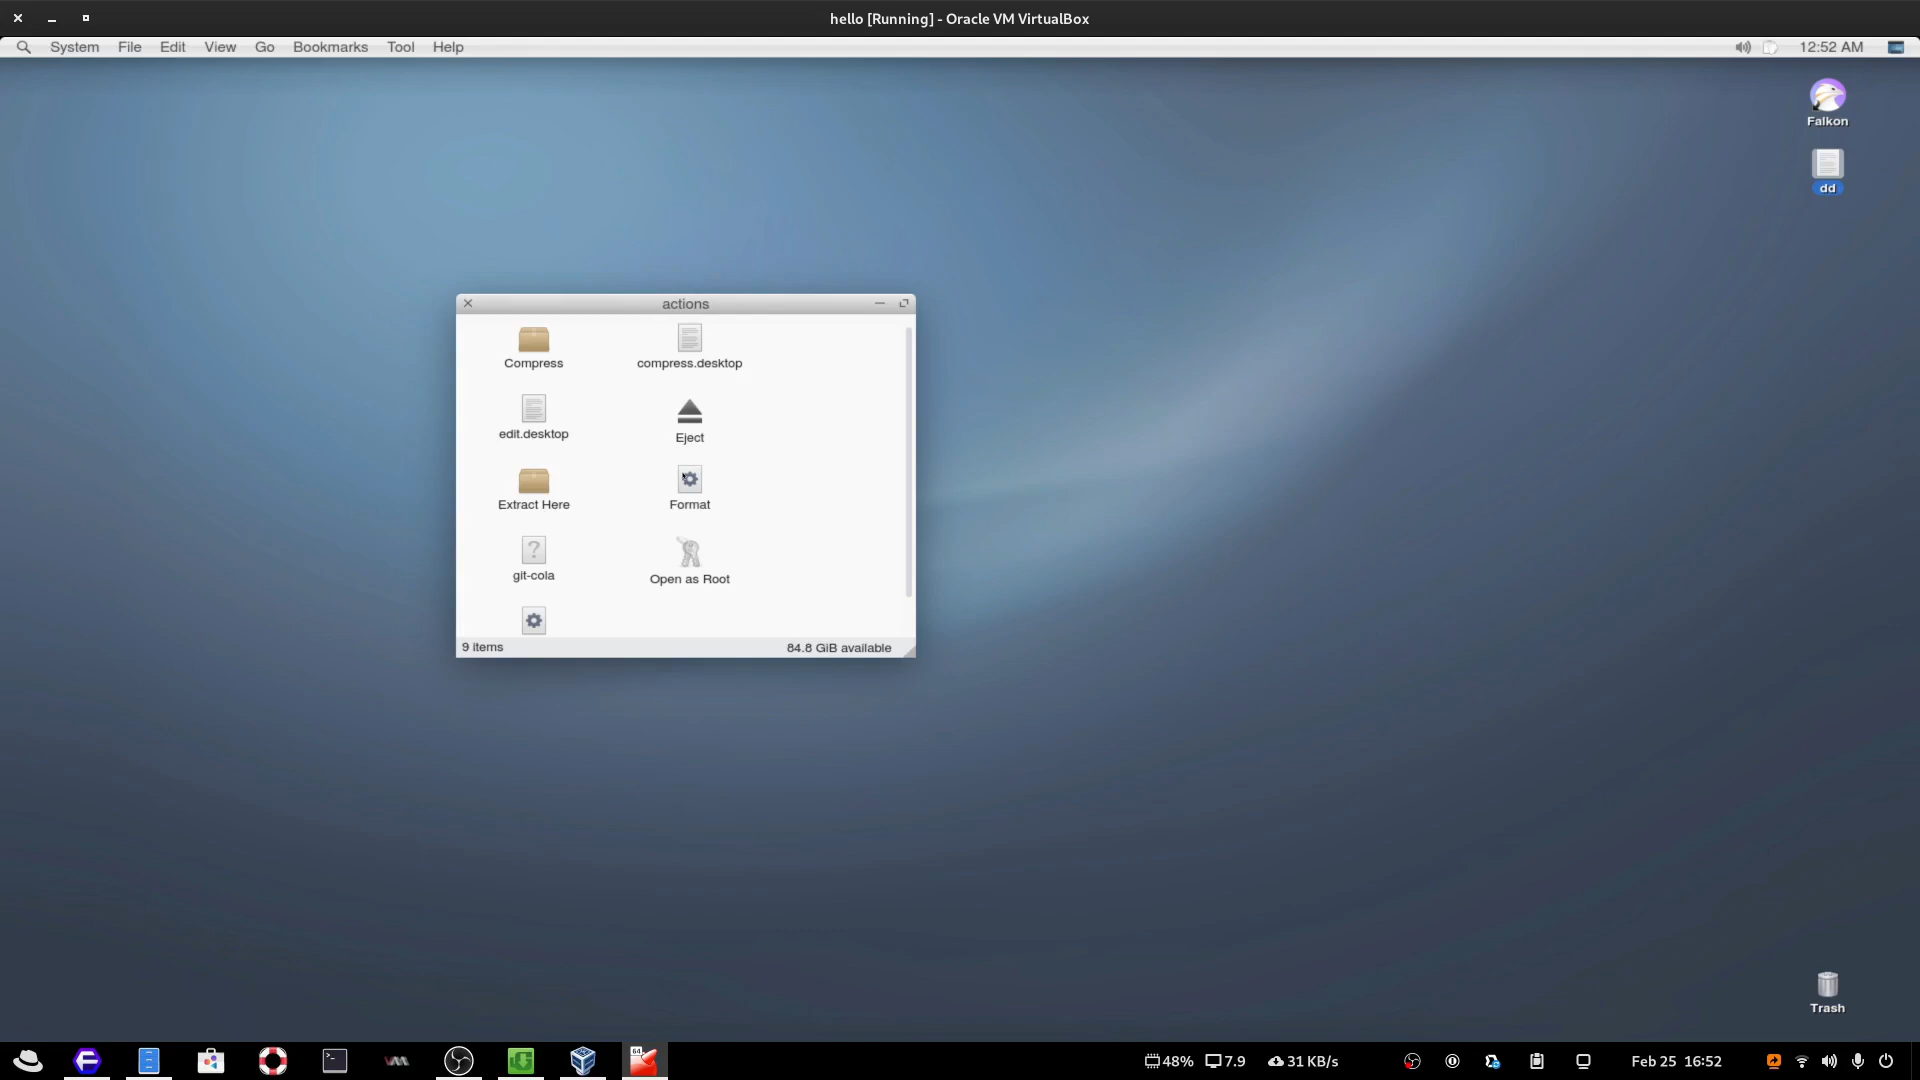 hello [Running] - Oracle VM VirtualBox
System File Edit View Go Bookmarks Tool Help 12:52 AM
Falkon
dd
actions
Compress compress.desktop
edit.desktop Eject
Extract Here Format
? git-cola Open as Root
9 items 84.8 GiB available
Trash
64
48% 7.9 31 KB/s Feb 25 16:52